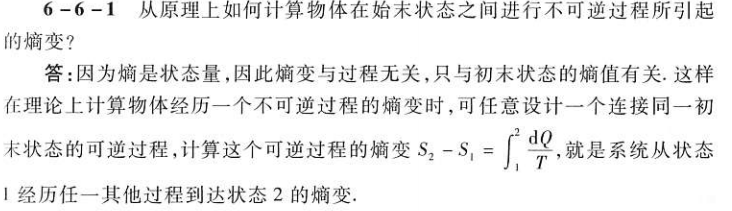 6-6-1 从原理上如何计算物体在始末状态之间进行不可逆过程所引起
的熵变?
答:因为熵是状态量,因此熵变与过程无关,只与初末状态的熵值有关. 这样
在理论上计算物体经历一个不可逆过程的熵变时,可任意设计一个连接同一初
末状态的可逆过程,计算这个可逆过程的熵变 S₂ - S₁ = ∫₁² dQ/T,就是系统从状态
1 经历任一其他过程到达状态 2 的熵变.